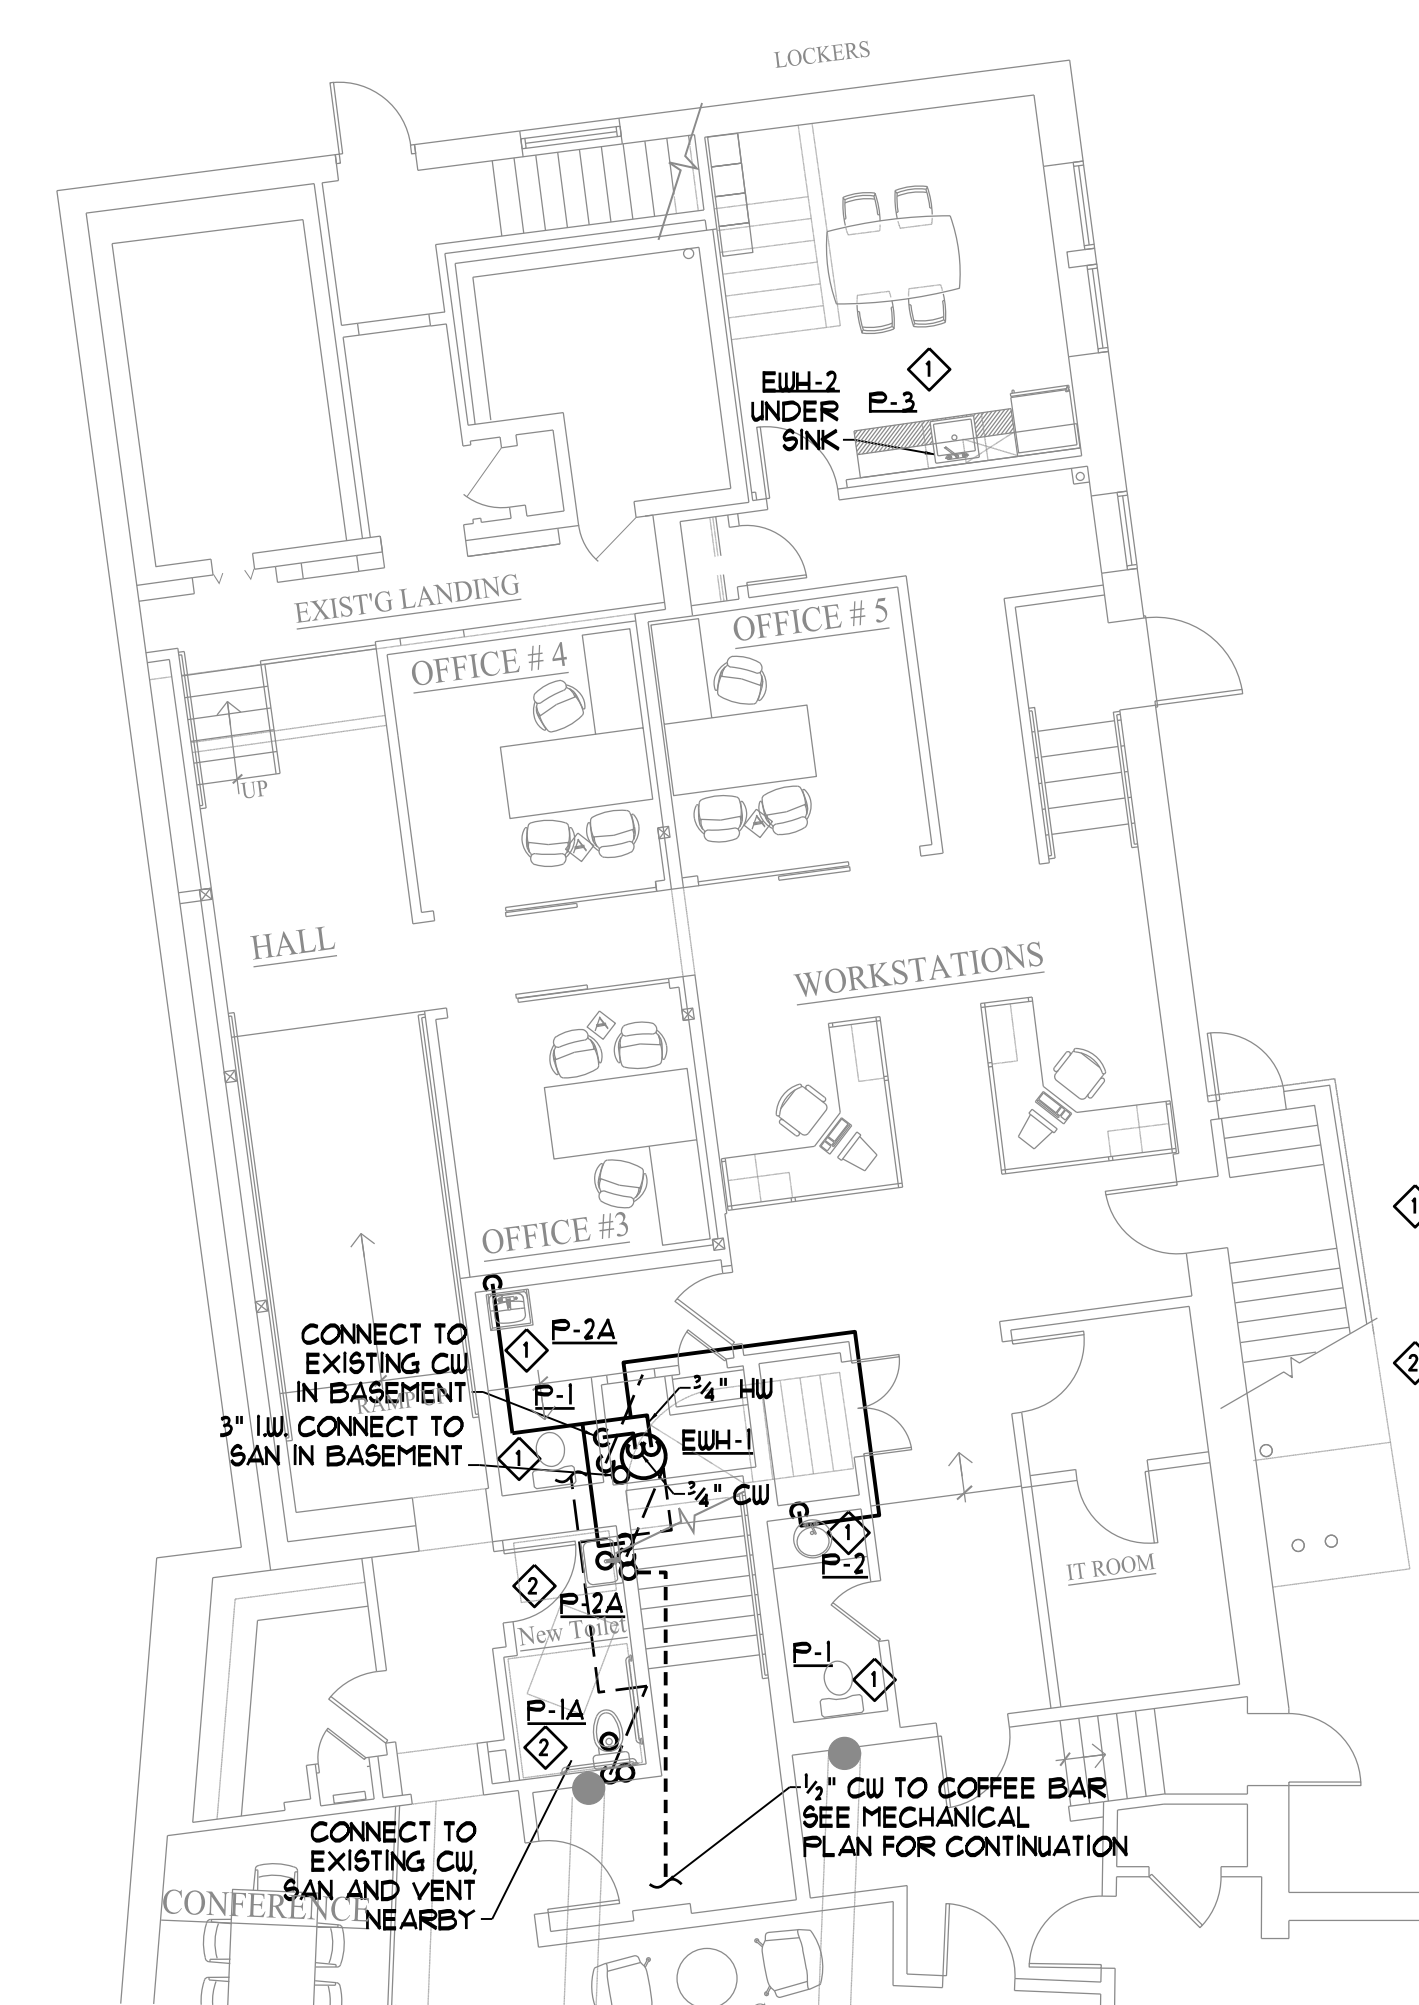 LOCKERS
1
EWH-2
UNDER
SINK
P-3
EXIST'G LANDING
OFFICE # 5
OFFICE # 4
UP
A
A
HALL
WORKSTATIONS
A
1
OFFICE #3
CONNECT TO
EXISTING CW
IN BASEMENT
P-2A
1
2
P-1
3/4" HW
RAMP UP
3" I.W. CONNECT TO
SAN IN BASEMENT
1
EWH-1
3/4" CW
1
P-2
IT ROOM
2
P-2A
New Toilet
P-1
1
P-1A
2
1/2" CW TO COFFEE BAR
SEE MECHANICAL
PLAN FOR CONTINUATION
CONNECT TO
EXISTING CW,
SAN AND VENT
NEARBY
CONFERENCE